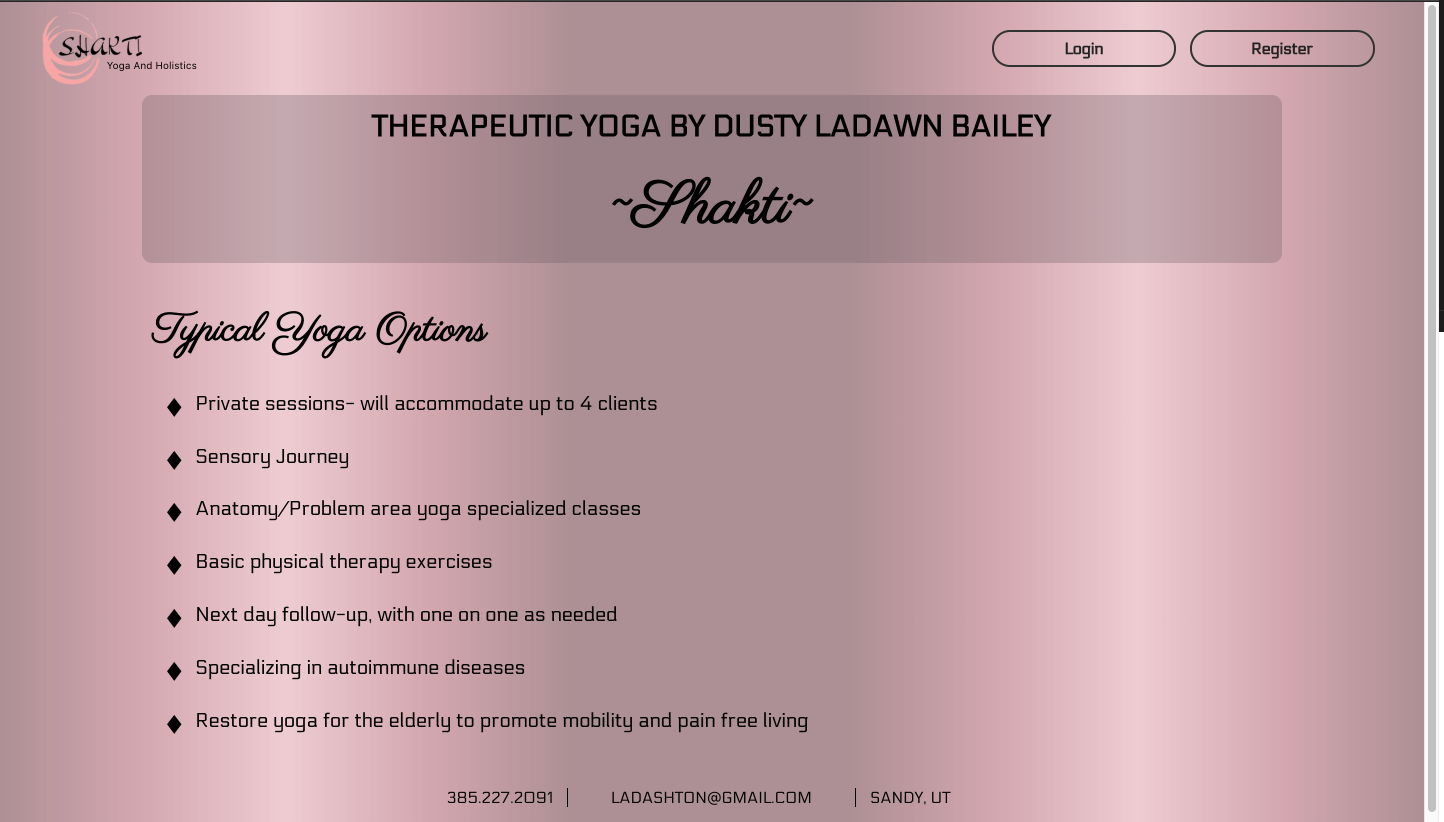 SHAKTI
Yoga And Holistics
Login
Register
THERAPEUTIC YOGA BY DUSTY LADAWN BAILEY
~Shakti~
Typical Yoga Options
♦ Private sessions- will accommodate up to 4 clients
♦ Sensory Journey
♦ Anatomy/Problem area yoga specialized classes
♦ Basic physical therapy exercises
♦ Next day follow-up, with one on one as needed
♦ Specializing in autoimmune diseases
♦ Restore yoga for the elderly to promote mobility and pain free living
385.227.2091 | LADASHTON@GMAIL.COM | SANDY, UT